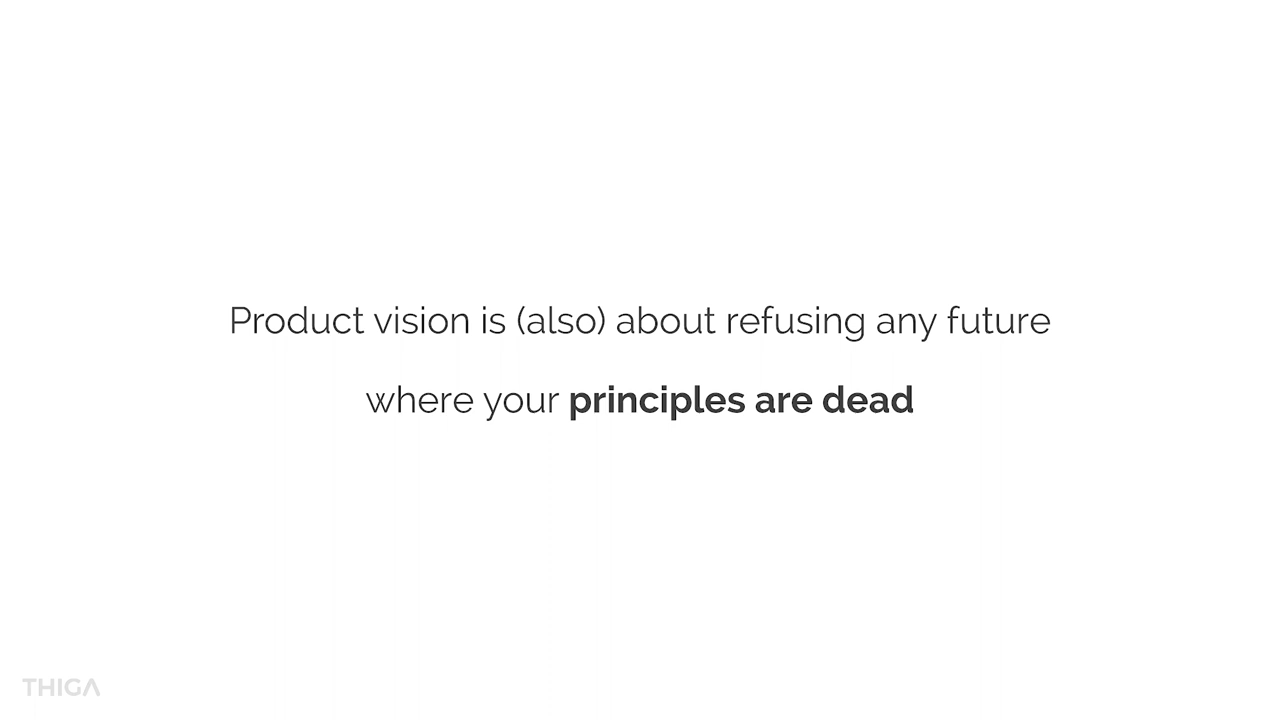 Product vision is (also) about refusing any future
where your principles are dead
THIGA